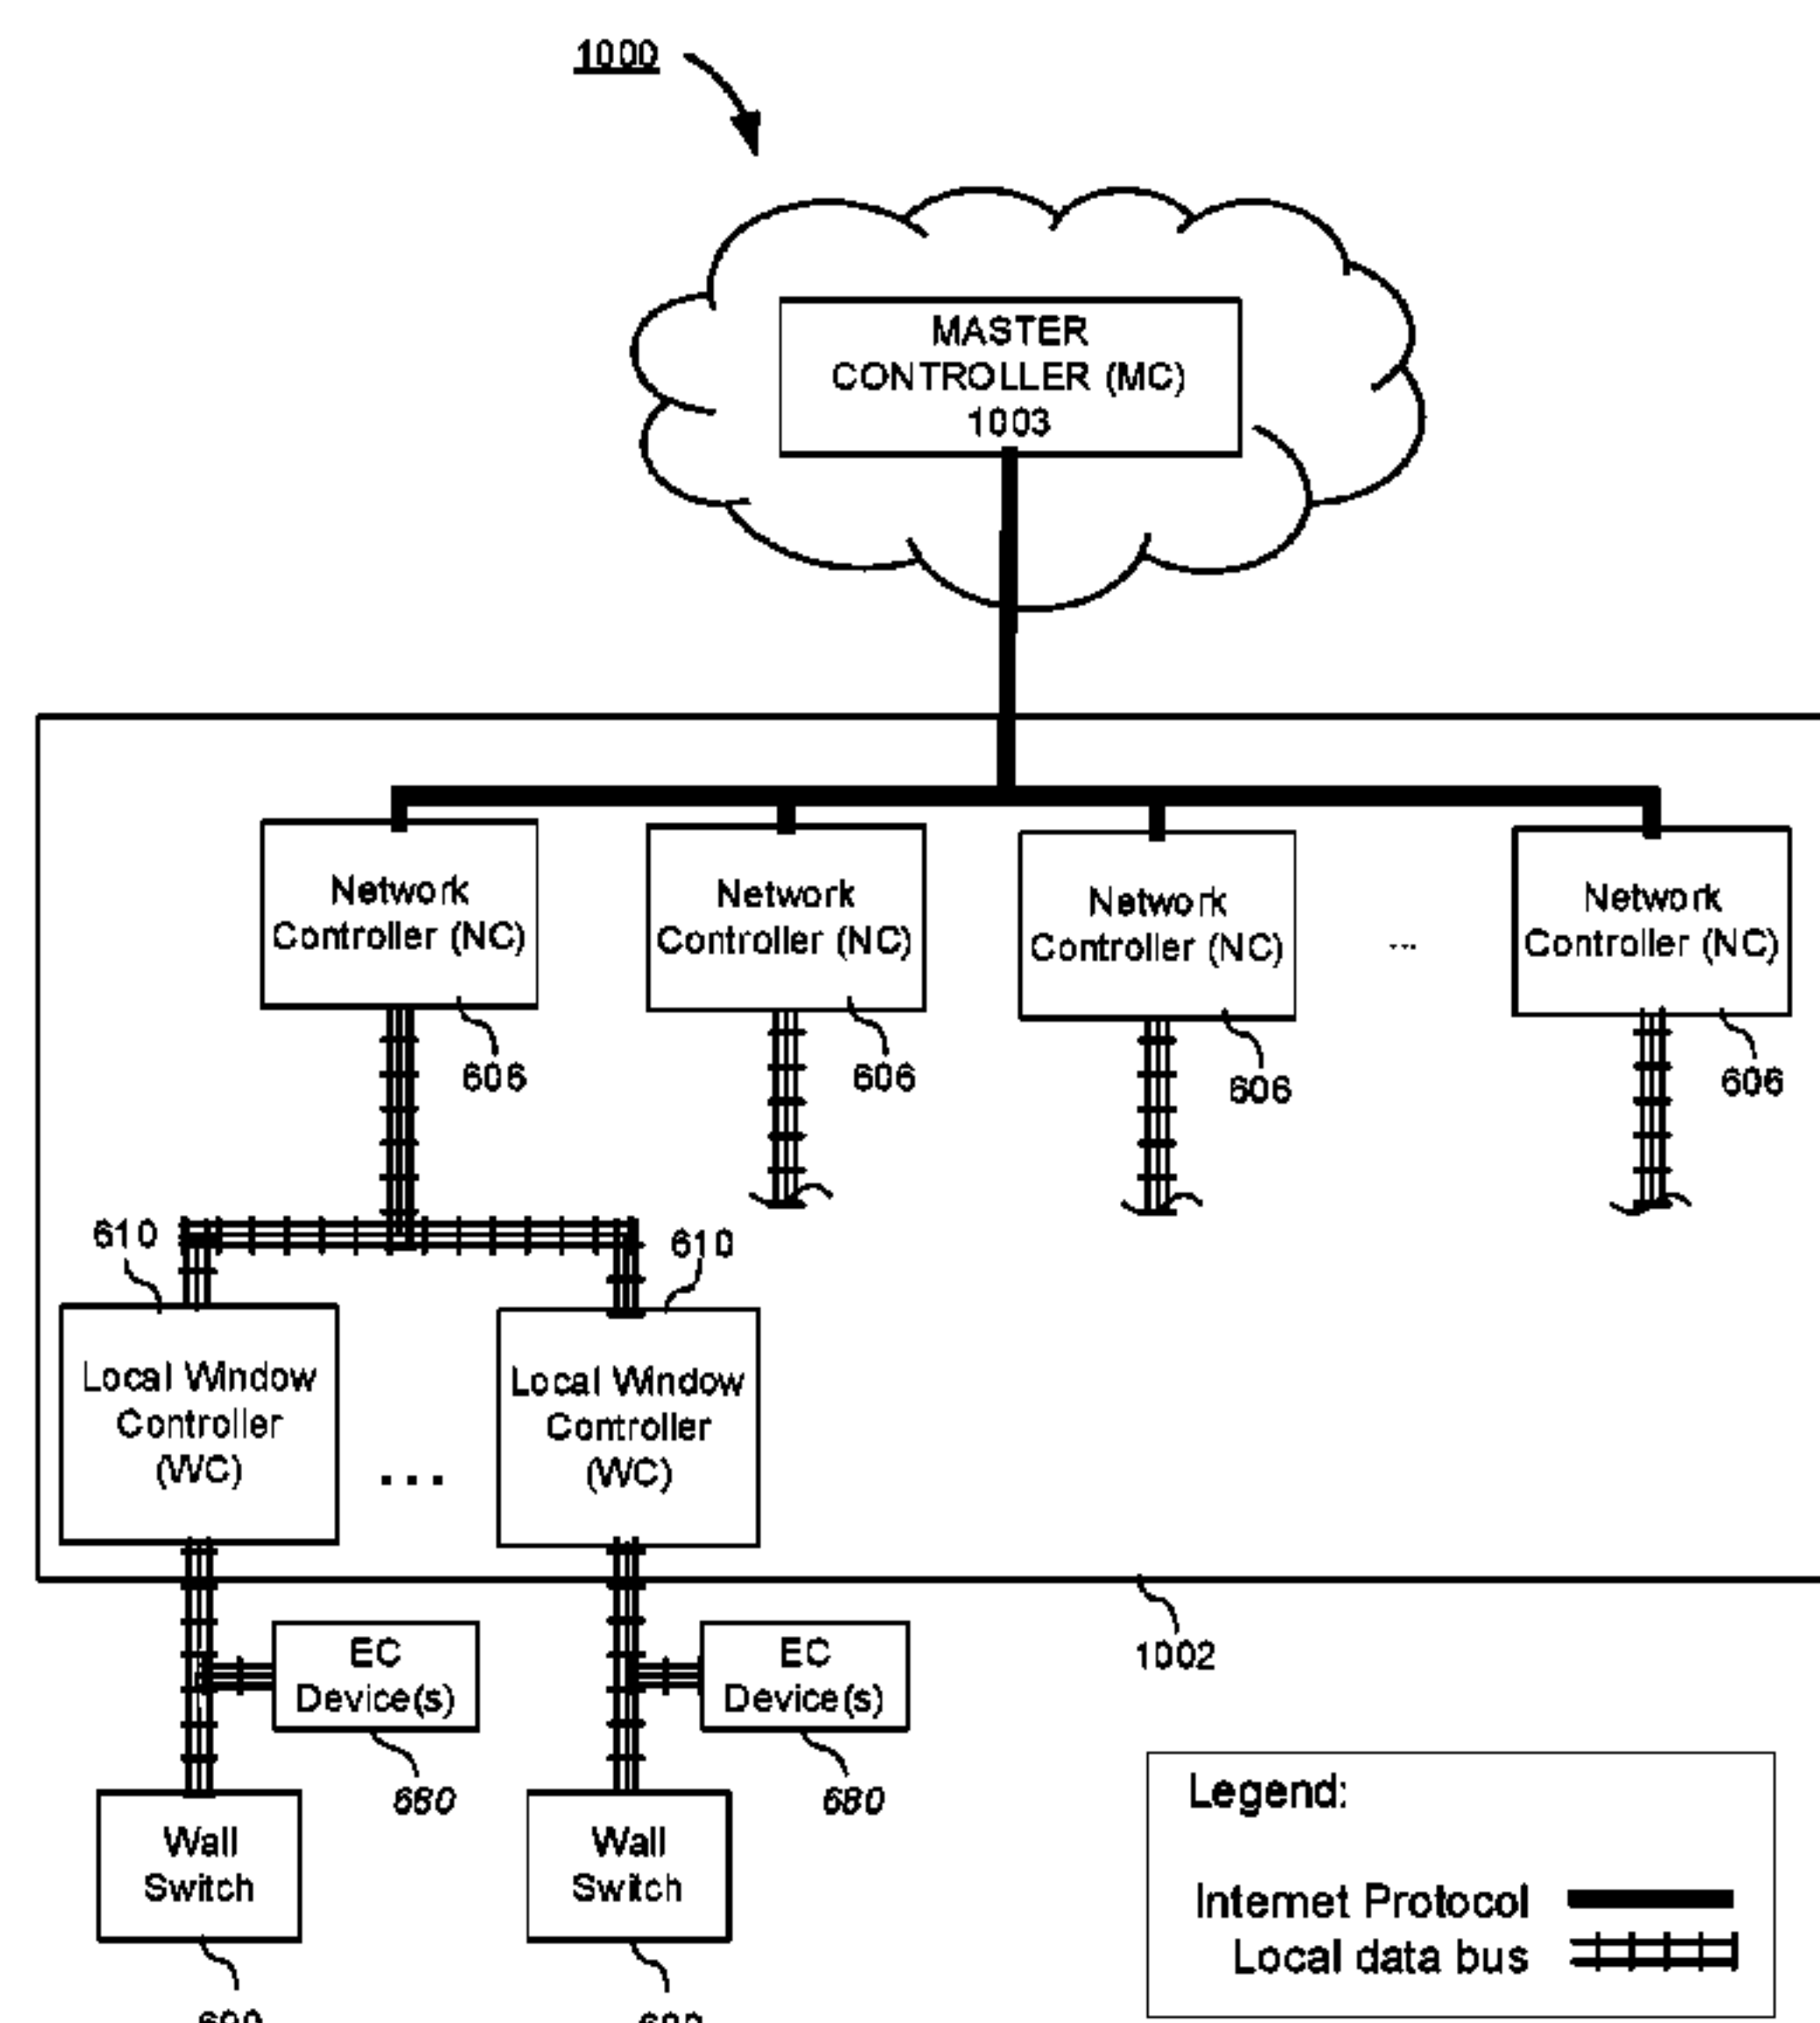 1000
MASTER
CONTROLLER (MC)
1003
Network
Controller (NC)
Network
Controller (NC)
Network
Controller (NC)
...
Network
Controller (NC)
606
606
606
606
610
610
Local Window
Controller
(WC)
...
Local Window
Controller
(WC)
1002
EC
Device(s)
EC
Device(s)
680
680
Wall
Switch
Wall
Switch
Legend:
Internet Protocol
Local data bus